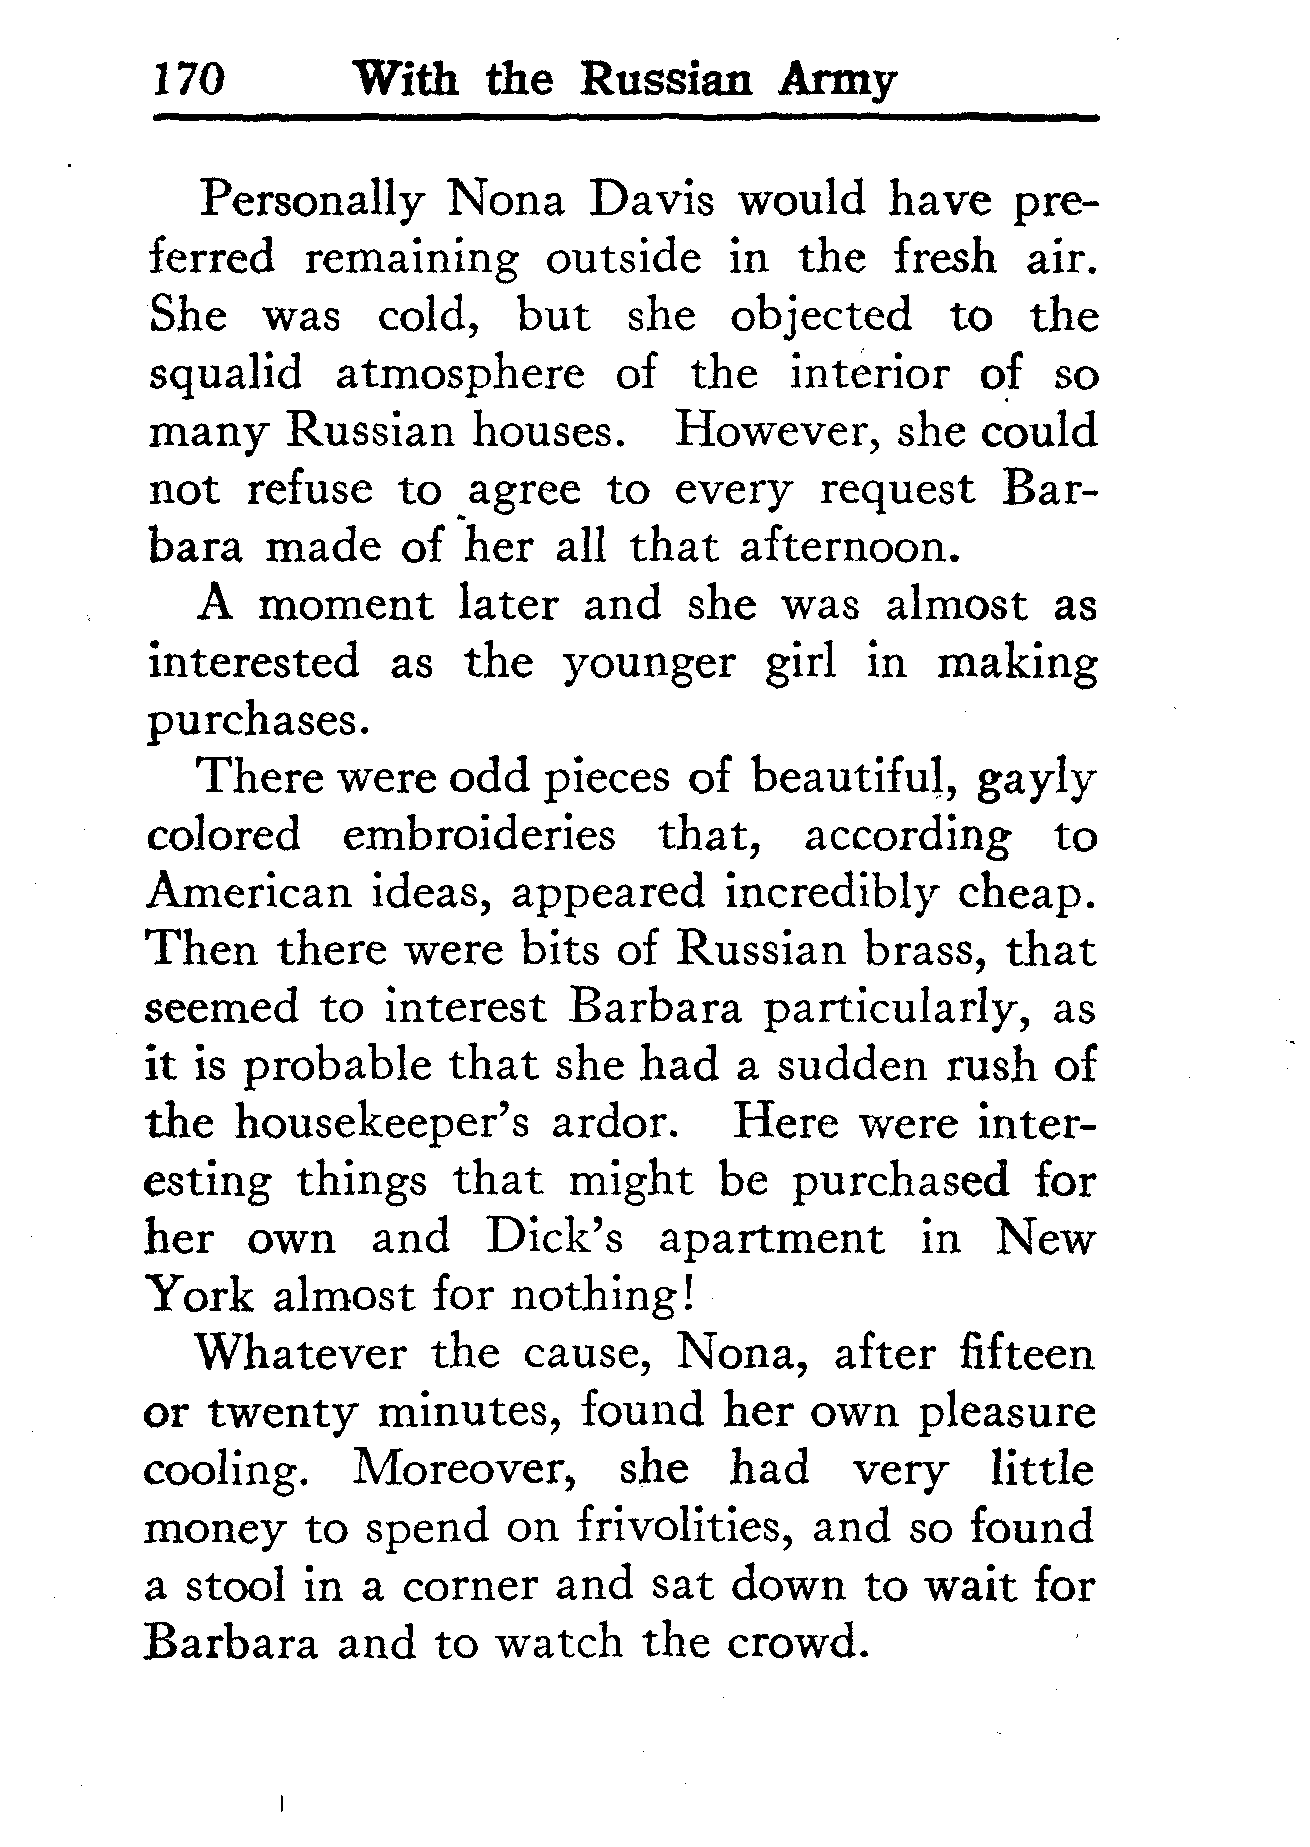 170 With the Russian Army
Personally Nona Davis would have pre-
ferred remaining outside in the fresh air.
She was cold, but she objected to the
squalid atmosphere of the interior of so
many Russian houses. However, she could
not refuse to agree to every request Bar-
bara made of her all that afternoon.
A moment later and she was almost as
interested as the younger girl in making
purchases.
There were odd pieces of beautiful, gayly
colored embroideries that, according to
American ideas, appeared incredibly cheap.
Then there were bits of Russian brass, that
seemed to interest Barbara particularly, as
it is probable that she had a sudden rush of
the housekeeper's ardor. Here were inter-
esting things that might be purchased for
her own and Dick's apartment in New
York almost for nothing!
Whatever the cause, Nona, after fifteen
or twenty minutes, found her own pleasure
cooling. Moreover, she had very little
money to spend on frivolities, and so found
a stool in a corner and sat down to wait for
Barbara and to watch the crowd.